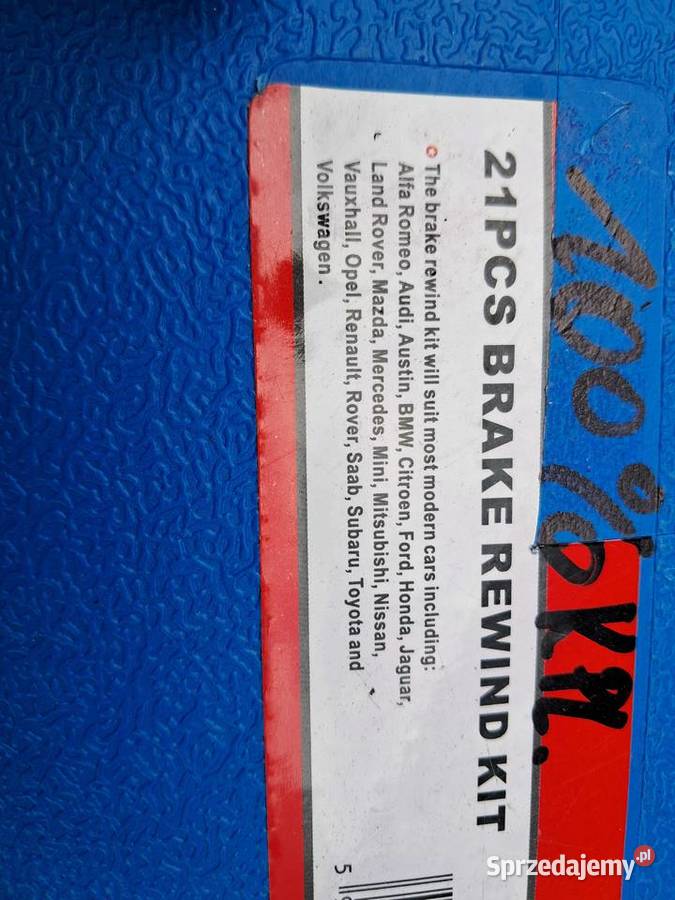 100% KPL.
21PCS BRAKE REWIND KIT
The brake rewind kit will suit most modern cars including:
Alfa Romeo, Audi, Austin, BMW, Citroen, Ford, Honda, Jaguar,
Land Rover, Mazda, Mercedes, Mini, Mitsubishi, Nissan,
Vauxhall, Opel, Renault, Rover, Saab, Subaru, Toyota and
Volkswagen.
5
Sprzedajemy.pl